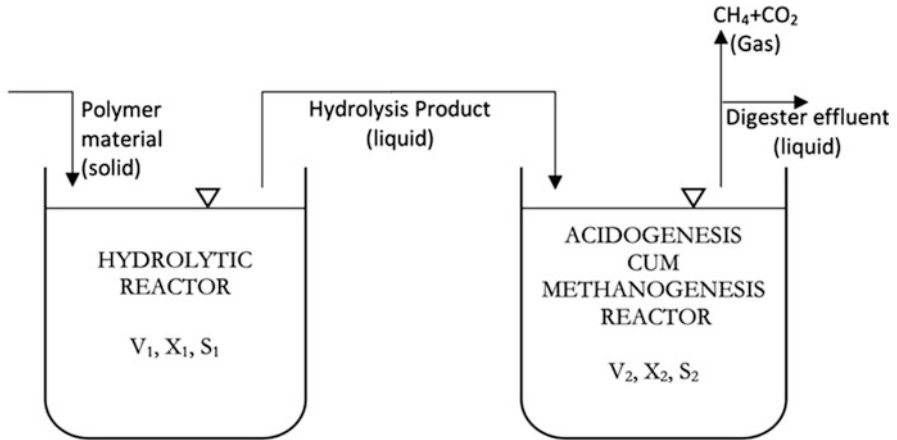 Polymer
material
(solid)
Hydrolysis Product
(liquid)
CH₄+CO₂
(Gas)
Digester effluent
(liquid)
HYDROLYTIC
REACTOR
V₁, X₁, S₁
ACIDOGENESIS
CUM
METHANOGENESIS
REACTOR
V₂, X₂, S₂